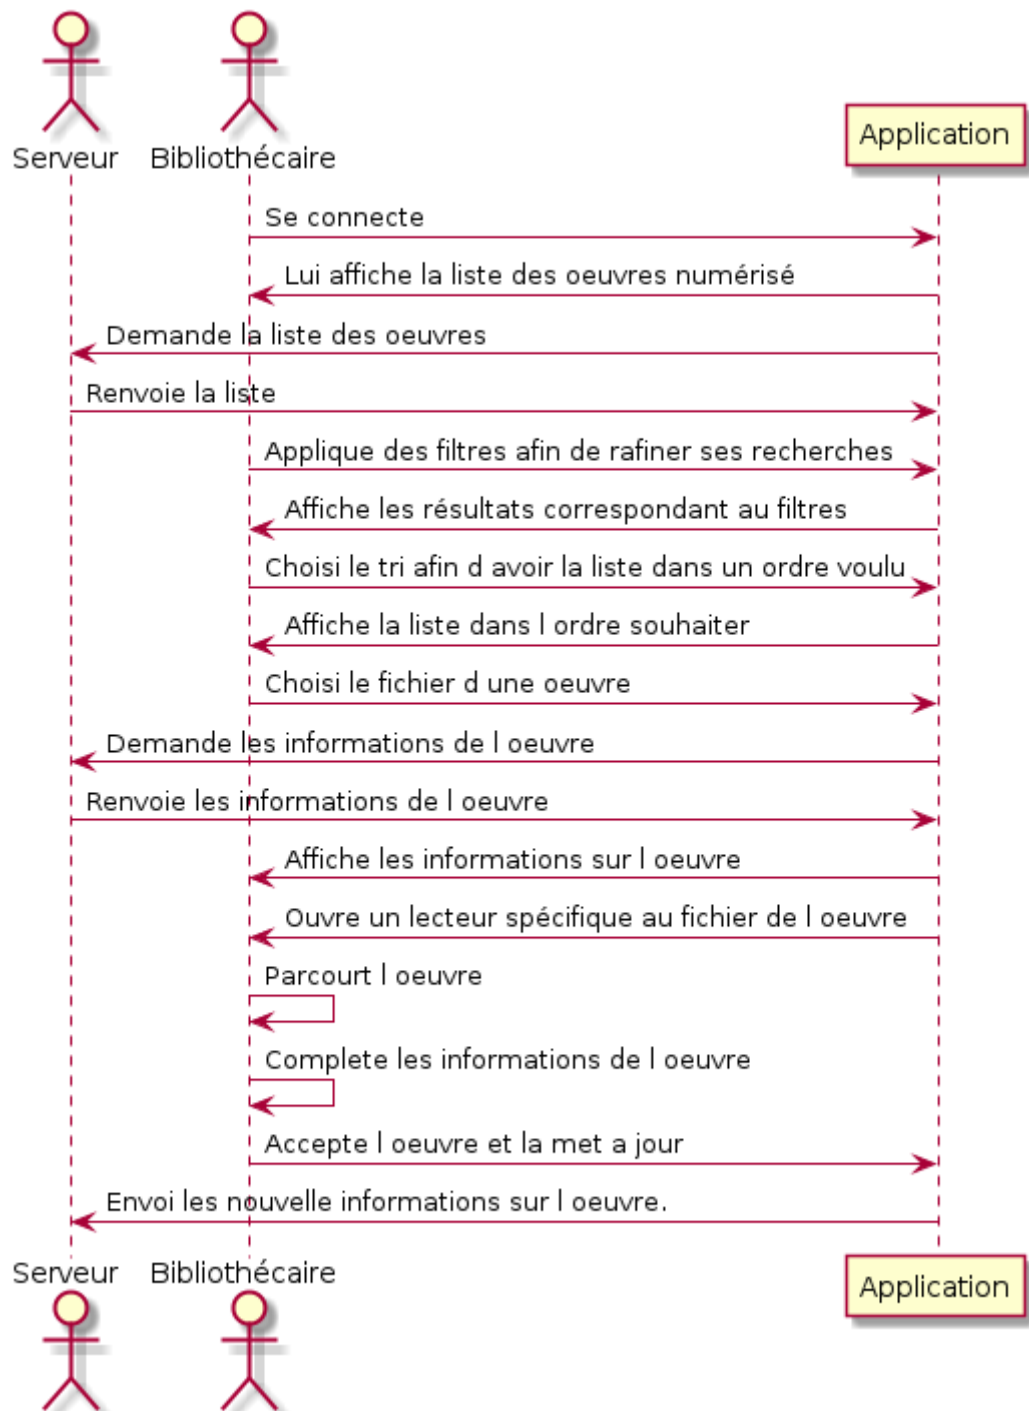 Serveur
Bibliothécaire
Application
Se connecte
Lui affiche la liste des oeuvres numérisé
Demande la liste des oeuvres
Renvoie la liste
Applique des filtres afin de rafiner ses recherches
Affiche les résultats correspondant au filtres
Choisi le tri afin d avoir la liste dans un ordre voulu
Affiche la liste dans l ordre souhaiter
Choisi le fichier d une oeuvre
Demande les informations de l oeuvre
Renvoie les informations de l oeuvre
Affiche les informations sur l oeuvre
Ouvre un lecteur spécifique au fichier de l oeuvre
Parcourt l oeuvre
Complete les informations de l oeuvre
Accepte l oeuvre et la met a jour
Envoi les nouvelle informations sur l oeuvre.
Serveur
Bibliothécaire
Application